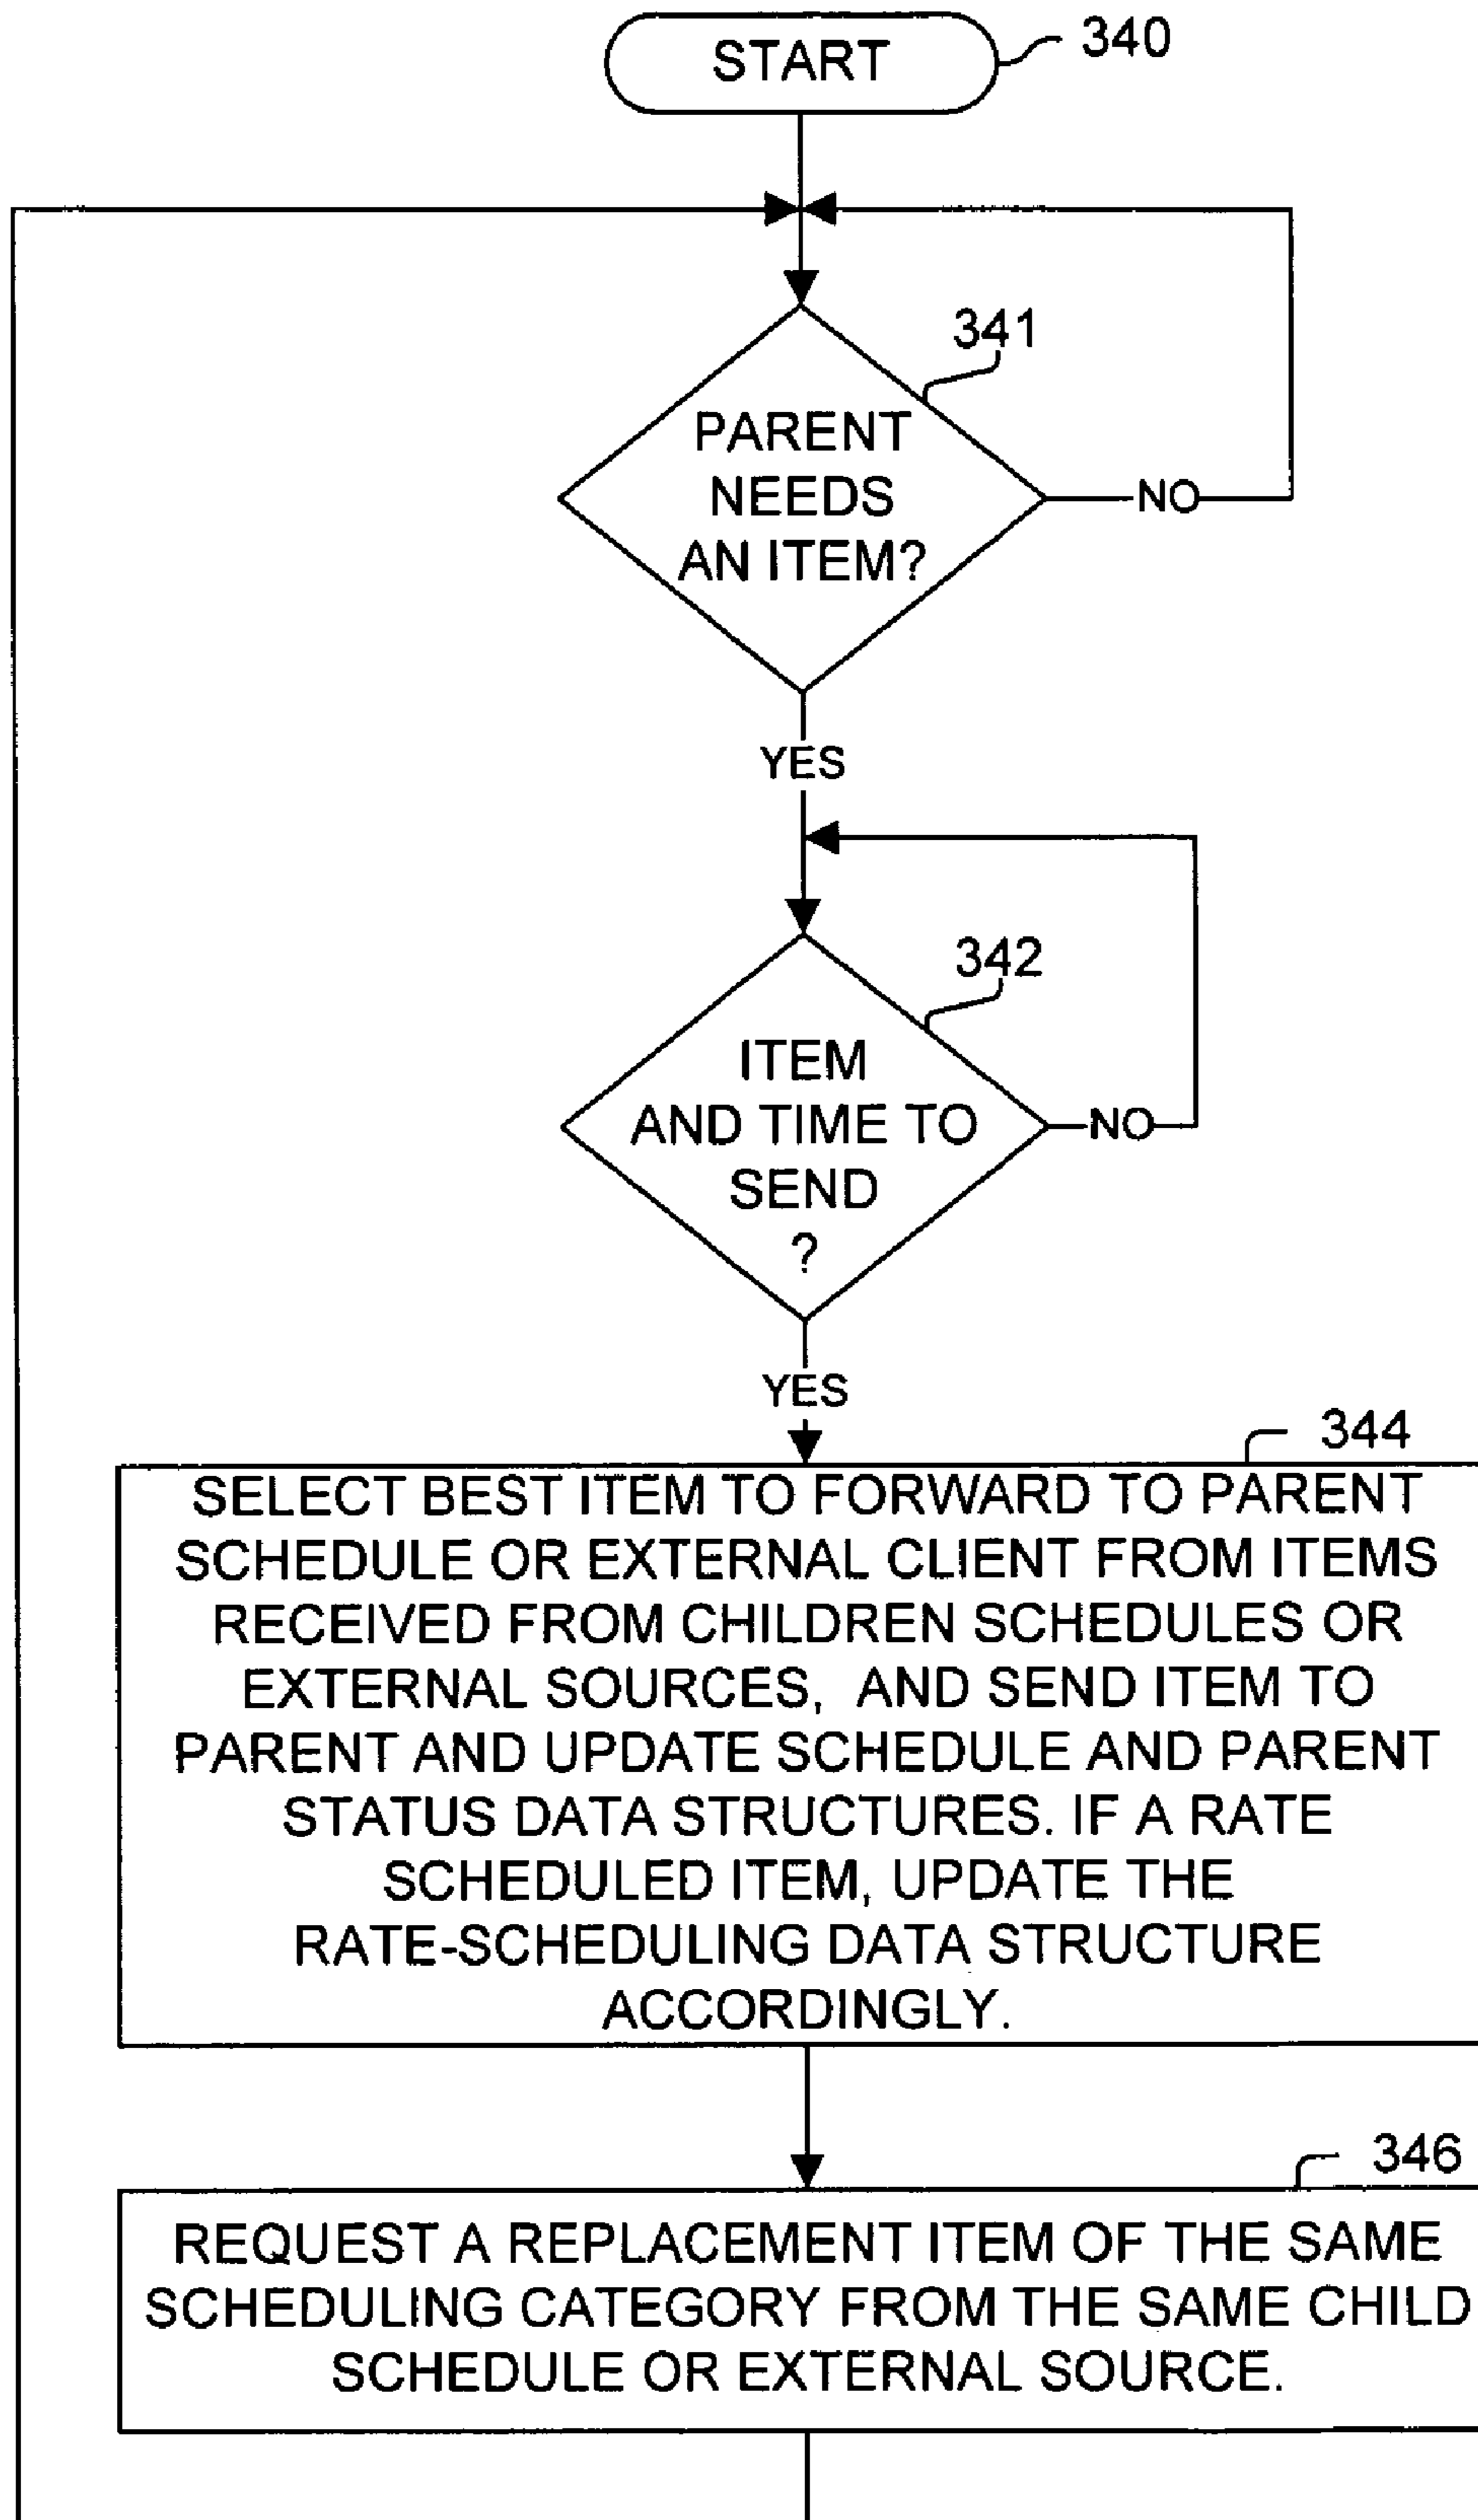 START
340
341
PARENT
NEEDS
AN ITEM?
NO
YES
342
ITEM
AND TIME TO
SEND
?
NO
YES
344
SELECT BEST ITEM TO FORWARD TO PARENT
SCHEDULE OR EXTERNAL CLIENT FROM ITEMS
RECEIVED FROM CHILDREN SCHEDULES OR
EXTERNAL SOURCES, AND SEND ITEM TO
PARENT AND UPDATE SCHEDULE AND PARENT
STATUS DATA STRUCTURES. IF A RATE
SCHEDULED ITEM, UPDATE THE
RATE-SCHEDULING DATA STRUCTURE
ACCORDINGLY.
346
REQUEST A REPLACEMENT ITEM OF THE SAME
SCHEDULING CATEGORY FROM THE SAME CHILD
SCHEDULE OR EXTERNAL SOURCE.